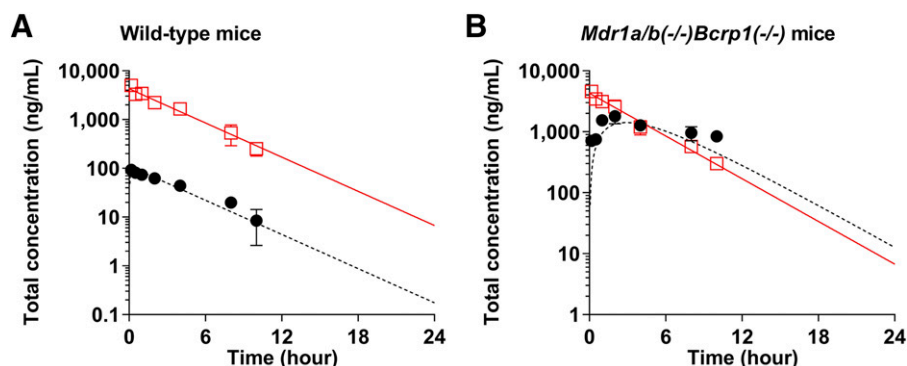 A
Wild-type mice
Total concentration (ng/mL)
10,000
1,000
100
10
1
0.1
0
6
12
18
24
Time (hour)
B
Mdr1a/b(-/-)Bcrp1(-/-) mice
Total concentration (ng/mL)
10,000
1,000
100
10
1
0
6
12
18
24
Time (hour)